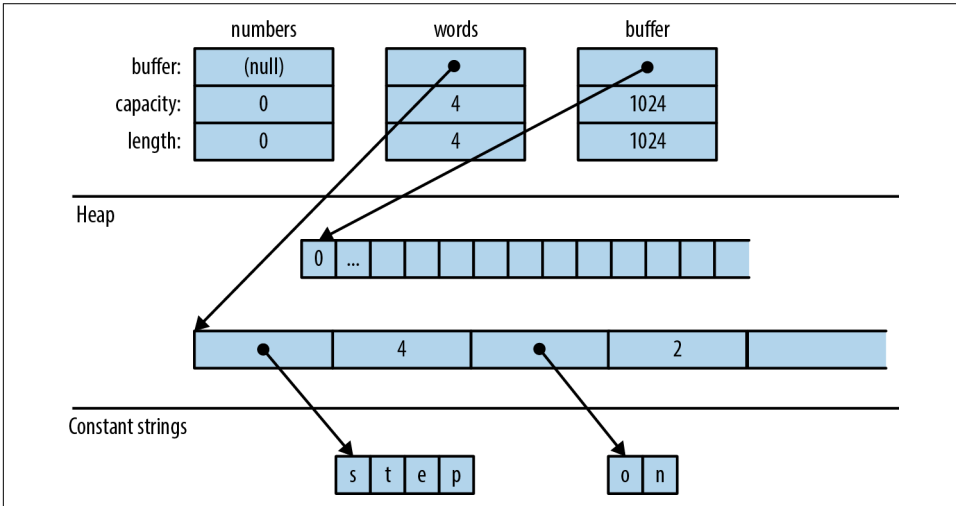 numbers words buffer
buffer: (null)
capacity: 0 4 1024
length: 0 4 1024
Heap
0 ...
4 2
Constant strings
s t e p o n